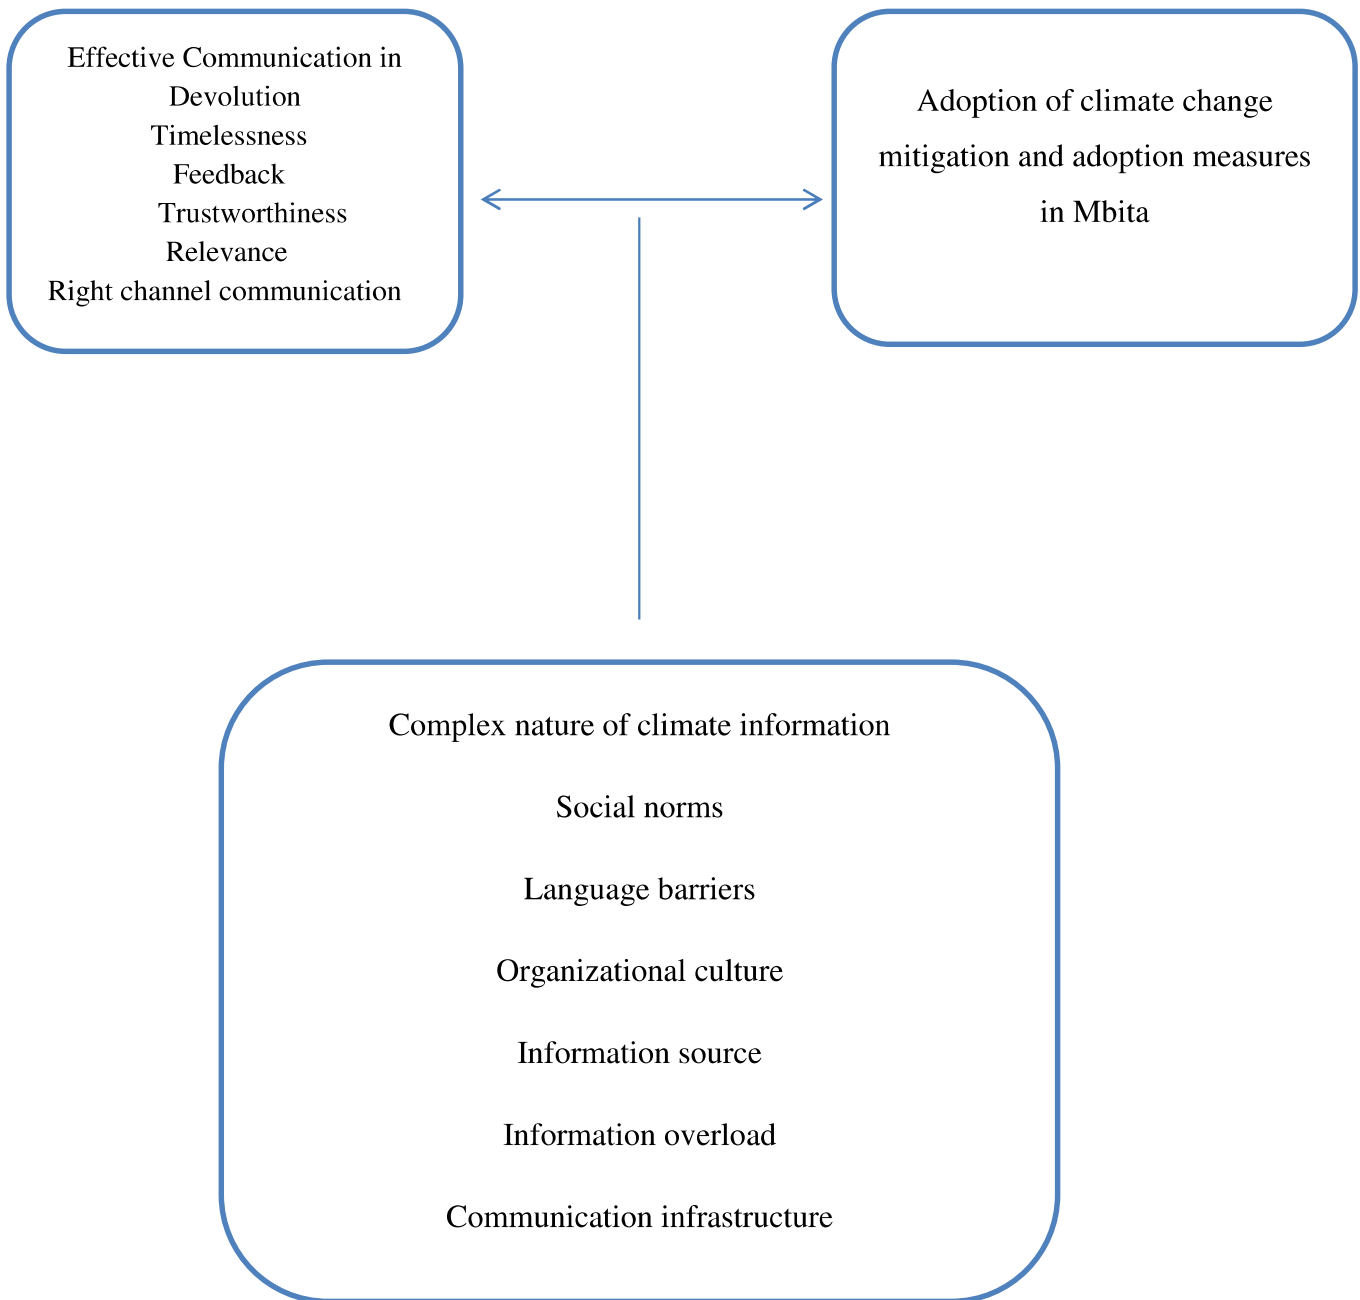 Effective Communication in
Devolution
Timelessness
Feedback
Trustworthiness
Relevance
Right channel communication
Adoption of climate change
mitigation and adoption measures
in Mbita
Complex nature of climate information
Social norms
Language barriers
Organizational culture
Information source
Information overload
Communication infrastructure